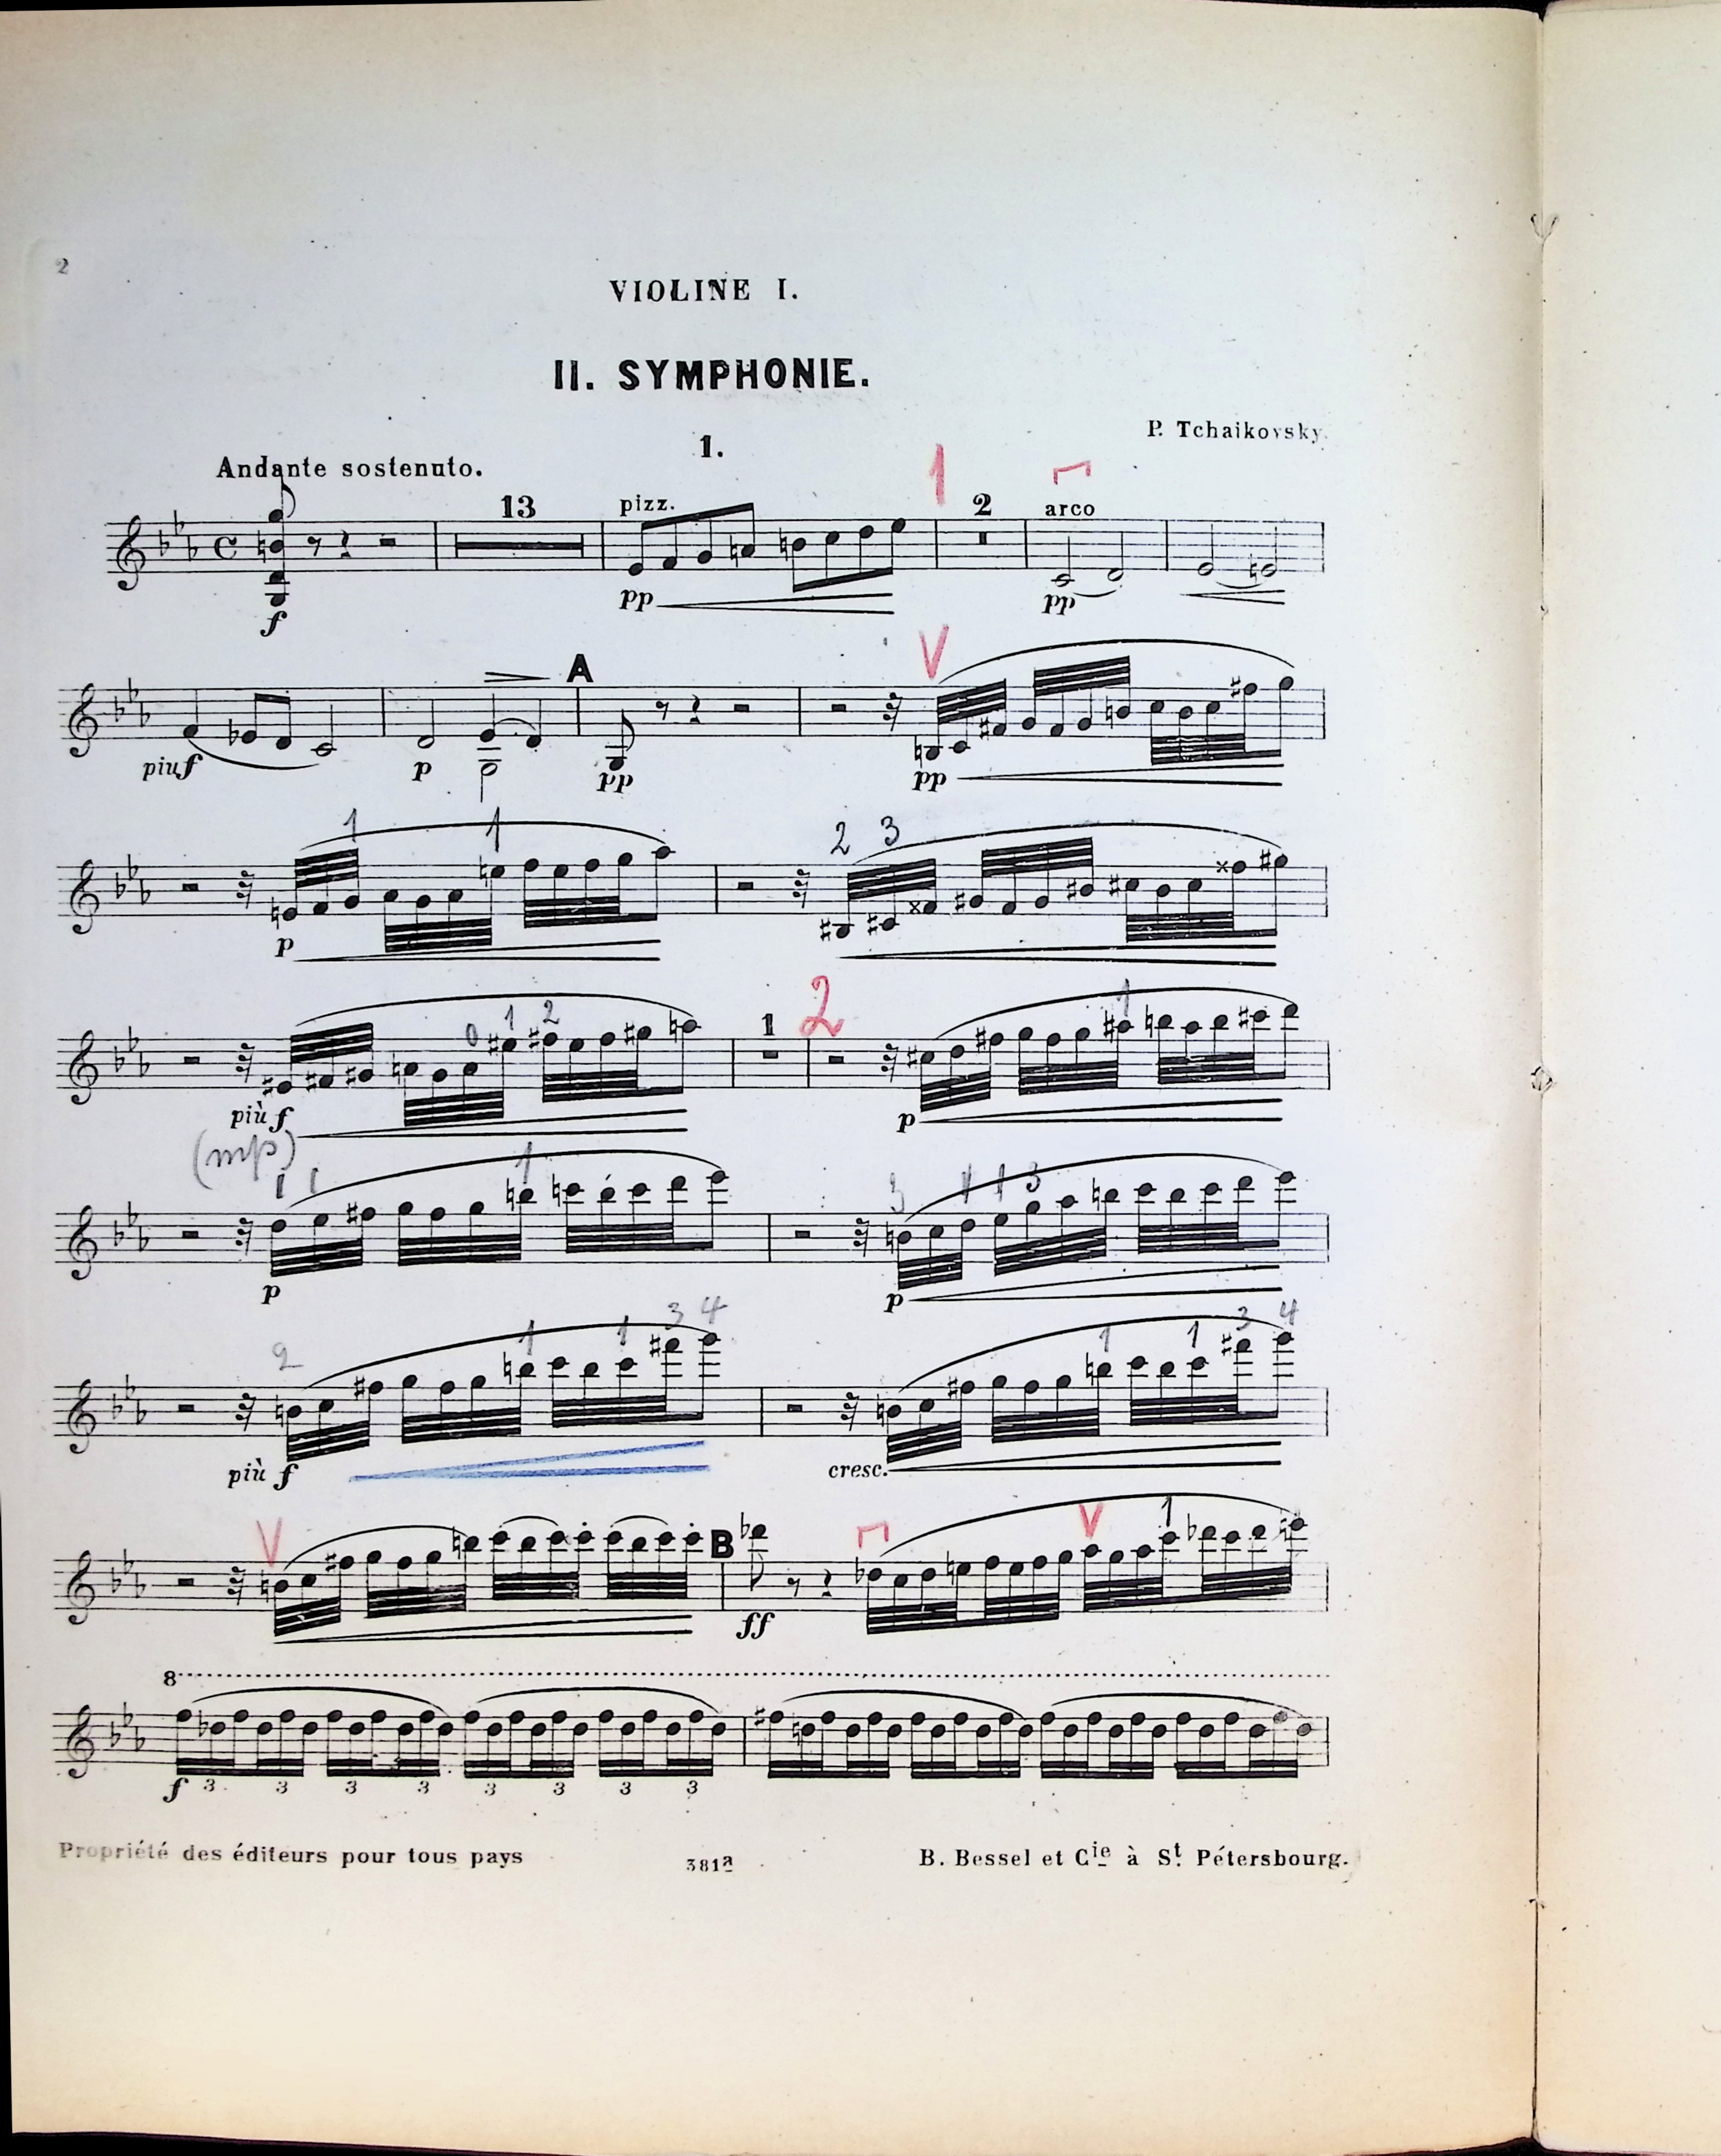 2
VIOLINE I.
II. SYMPHONIE.
P. Tchaikovsky.
1.
Andante sostenuto.
13 pizz. 1 2 arco
f pp pp
A V
piu f p pp pp
1 1 2 3
p
0 1 2 1 2 1
più f p
(mp)
1 1 1 3 1 1 3
p p
2 1 1 3 4 1 1 3 4
più f cresc.
V B V 1
ff
8
f 3 3 3 3 3 3 3 3
Propriété des éditeurs pour tous pays 381a B. Bessel et Cie à St. Pétersbourg.